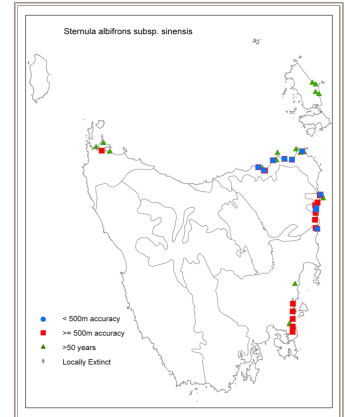 Sternula albifrons subsp. sinensis
< 500m accuracy
>= 500m accuracy
>50 years
Locally Extinct